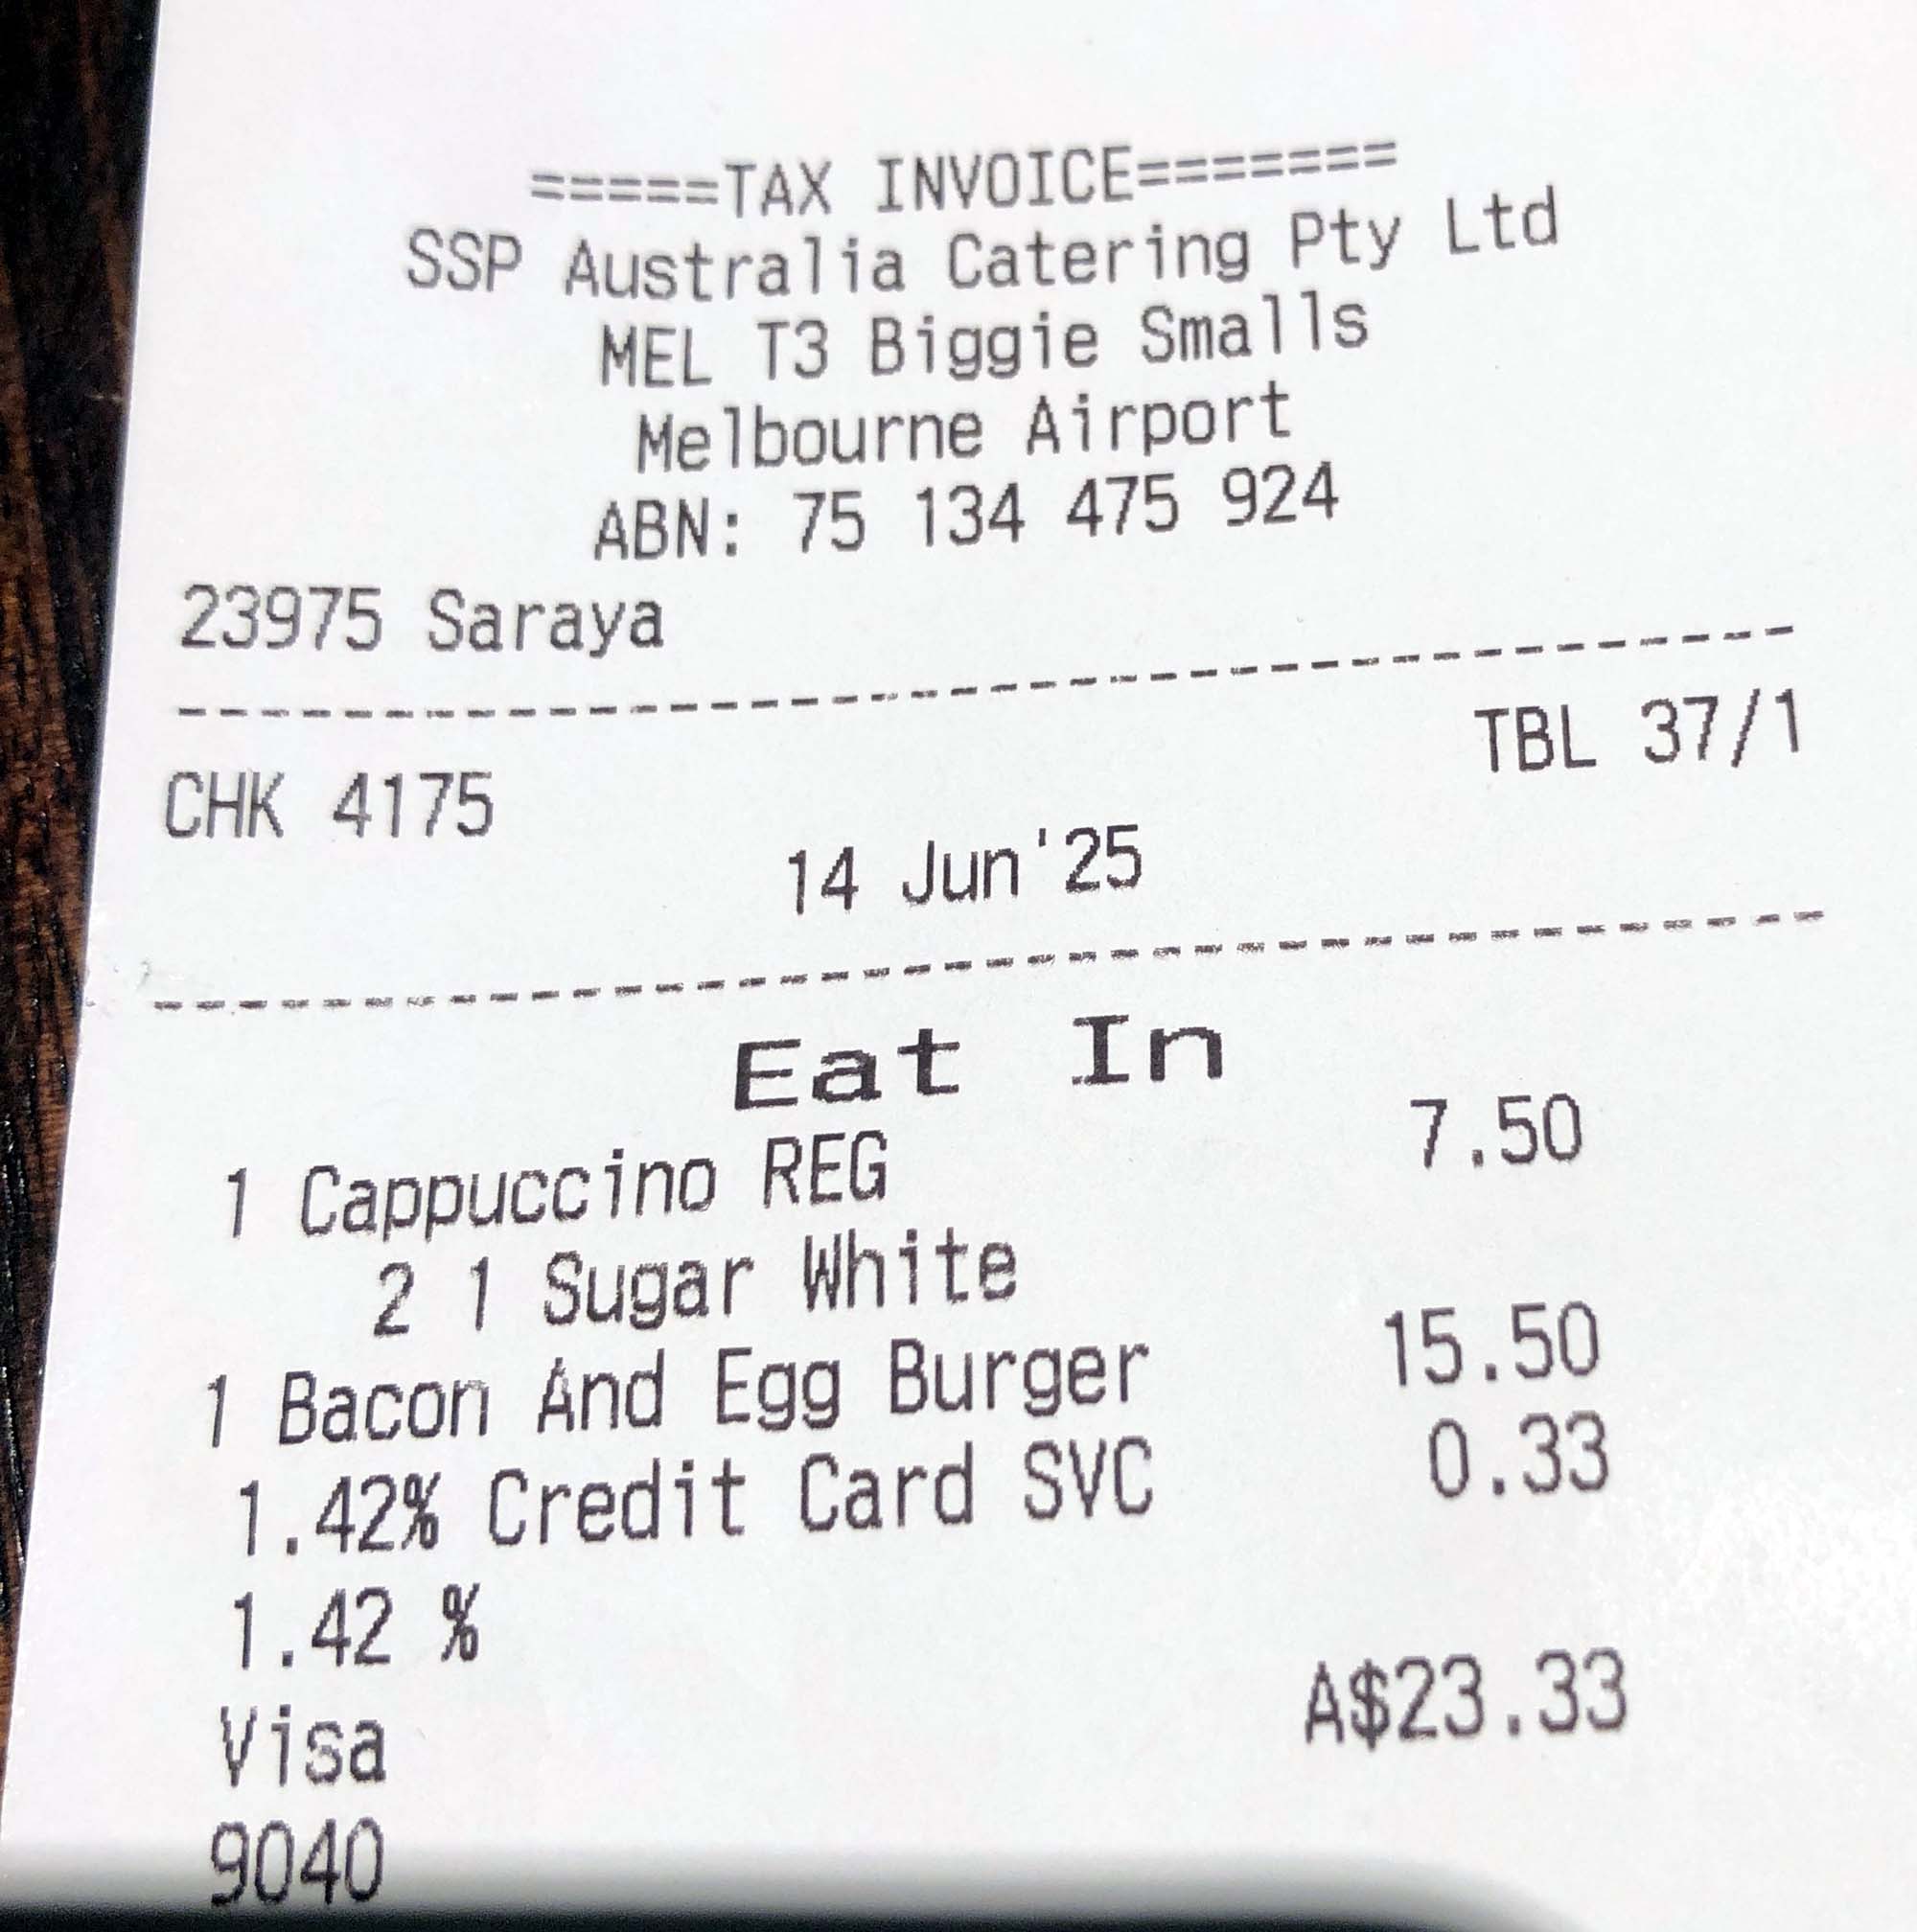 =====TAX INVOICE=======
SSP Australia Catering Pty Ltd
MEL T3 Biggie Smalls
Melbourne Airport
ABN: 75 134 475 924
23975 Saraya
----------------------------------------
CHK 4175 TBL 37/1
14 Jun'25
----------------------------------------
Eat In
1 Cappuccino REG 7.50
2 1 Sugar White
1 Bacon And Egg Burger 15.50
1.42% Credit Card SVC 0.33
1.42 %
Visa A$23.33
9040